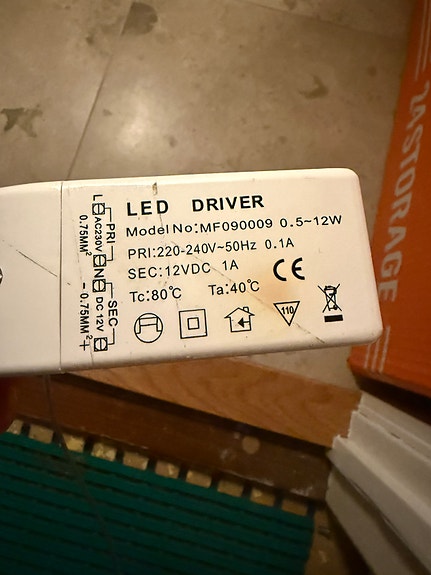 LED DRIVER
Model No:MF090009 0.5~12W
PRI:220-240V~50Hz 0.1A
SEC:12VDC 1A
CE
Tc:80℃ Ta:40℃
110
L
AC230V
N
PRI
0.75MM²
SEC
DC 12V
- 0.75MM² +
STORAGE